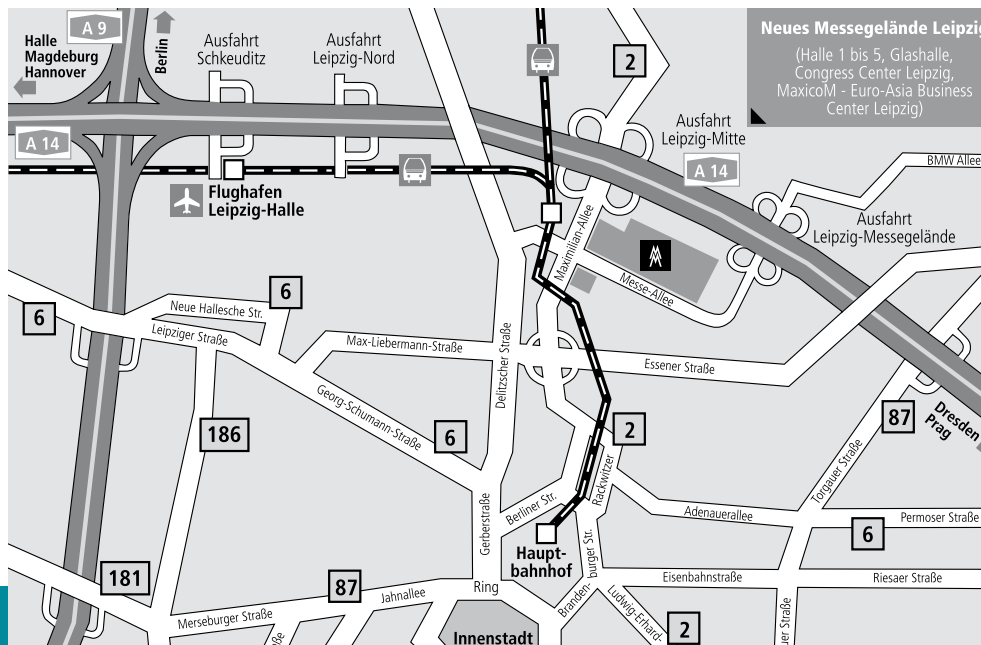 A 9
Halle
Magdeburg
Hannover
Berlin
Ausfahrt
Schkeuditz
Ausfahrt
Leipzig-Nord
2
Neues Messegelände Leipzig
(Halle 1 bis 5, Glashalle,
Congress Center Leipzig,
MaxicoM - Euro-Asia Business
Center Leipzig)
A 14
Ausfahrt
Leipzig-Mitte
A 14
BMW Allee
Flughafen
Leipzig-Halle
Ausfahrt
Leipzig-Messegelände
Maximilian-Allee
Messe-Allee
6
Neue Hallesche Str.
6
Leipziger Straße
Max-Liebermann-Straße
Delitzscher Straße
Essener Straße
Georg-Schumann-Straße
186
6
2
87
Dresden
Prag
Rackwitzer
Torgauer Straße
Berliner Str.
Gerberstraße
Adenauerallee
Permoser Straße
6
Haupt-
bahnhof
Branden-
burger Str.
181
87
Eisenbahnstraße
Riesaer Straße
Ring
Jahnallee
Merseburger Straße
Ludwig-Erhard-
2
Innenstadt